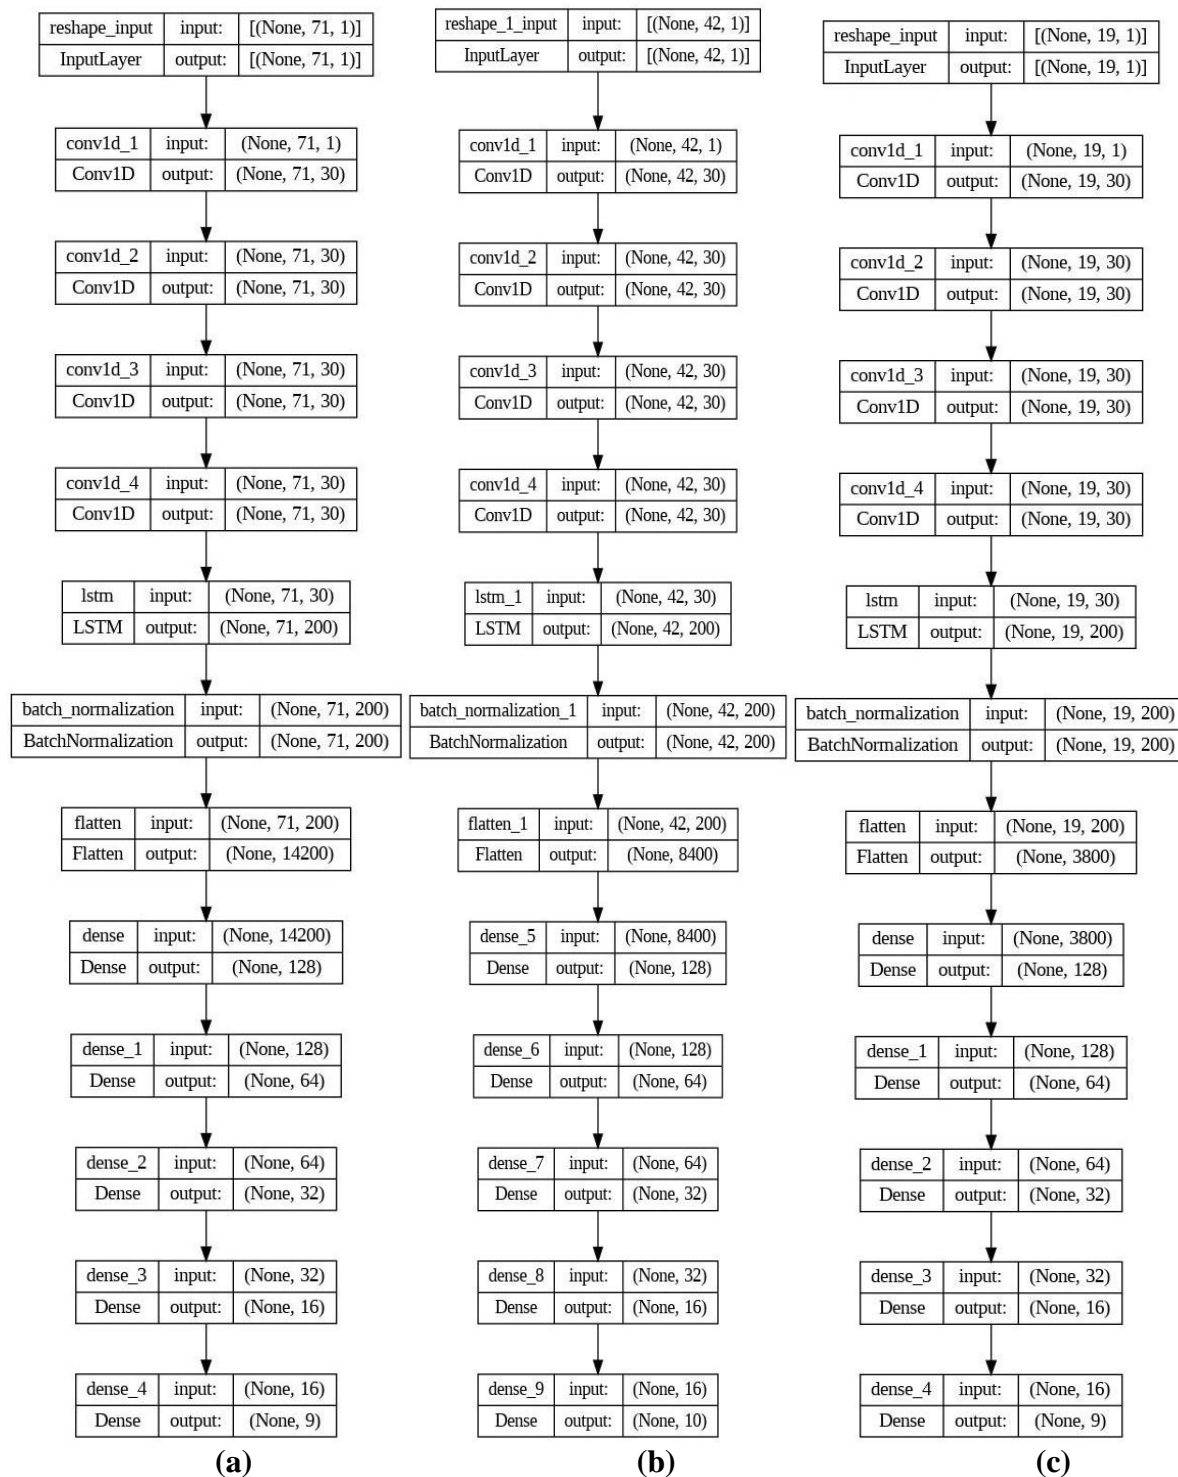 reshape_input input: [(None, 71, 1)]
InputLayer output: [(None, 71, 1)]
conv1d_1 input: (None, 71, 1)
Conv1D output: (None, 71, 30)
conv1d_2 input: (None, 71, 30)
Conv1D output: (None, 71, 30)
conv1d_3 input: (None, 71, 30)
Conv1D output: (None, 71, 30)
conv1d_4 input: (None, 71, 30)
Conv1D output: (None, 71, 30)
lstm input: (None, 71, 30)
LSTM output: (None, 71, 200)
batch_normalization input: (None, 71, 200)
BatchNormalization output: (None, 71, 200)
flatten input: (None, 71, 200)
Flatten output: (None, 14200)
dense input: (None, 14200)
Dense output: (None, 128)
dense_1 input: (None, 128)
Dense output: (None, 64)
dense_2 input: (None, 64)
Dense output: (None, 32)
dense_3 input: (None, 32)
Dense output: (None, 16)
dense_4 input: (None, 16)
Dense output: (None, 9)
(a)
reshape_1_input input: [(None, 42, 1)]
InputLayer output: [(None, 42, 1)]
conv1d_1 input: (None, 42, 1)
Conv1D output: (None, 42, 30)
conv1d_2 input: (None, 42, 30)
Conv1D output: (None, 42, 30)
conv1d_3 input: (None, 42, 30)
Conv1D output: (None, 42, 30)
conv1d_4 input: (None, 42, 30)
Conv1D output: (None, 42, 30)
lstm_1 input: (None, 42, 30)
LSTM output: (None, 42, 200)
batch_normalization_1 input: (None, 42, 200)
BatchNormalization output: (None, 42, 200)
flatten_1 input: (None, 42, 200)
Flatten output: (None, 8400)
dense_5 input: (None, 8400)
Dense output: (None, 128)
dense_6 input: (None, 128)
Dense output: (None, 64)
dense_7 input: (None, 64)
Dense output: (None, 32)
dense_8 input: (None, 32)
Dense output: (None, 16)
dense_9 input: (None, 16)
Dense output: (None, 10)
(b)
reshape_input input: [(None, 19, 1)]
InputLayer output: [(None, 19, 1)]
conv1d_1 input: (None, 19, 1)
Conv1D output: (None, 19, 30)
conv1d_2 input: (None, 19, 30)
Conv1D output: (None, 19, 30)
conv1d_3 input: (None, 19, 30)
Conv1D output: (None, 19, 30)
conv1d_4 input: (None, 19, 30)
Conv1D output: (None, 19, 30)
lstm input: (None, 19, 30)
LSTM output: (None, 19, 200)
batch_normalization input: (None, 19, 200)
BatchNormalization output: (None, 19, 200)
flatten input: (None, 19, 200)
Flatten output: (None, 3800)
dense input: (None, 3800)
Dense output: (None, 128)
dense_1 input: (None, 128)
Dense output: (None, 64)
dense_2 input: (None, 64)
Dense output: (None, 32)
dense_3 input: (None, 32)
Dense output: (None, 16)
dense_4 input: (None, 16)
Dense output: (None, 9)
(c)